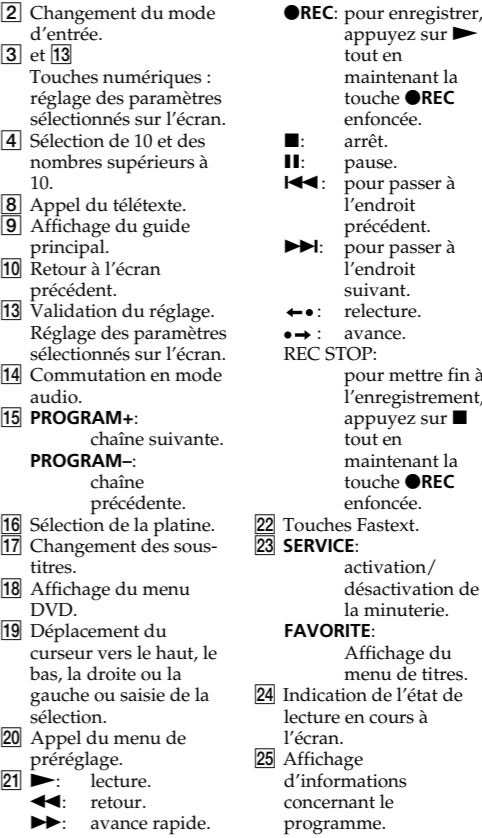 2 Changement du mode
d'entrée.
3 et 13
Touches numériques :
réglage des paramètres
sélectionnés sur l'écran.
4 Sélection de 10 et des
nombres supérieurs à
10.
8 Appel du télétexte.
9 Affichage du guide
principal.
10 Retour à l'écran
précédent.
13 Validation du réglage.
Réglage des paramètres
sélectionnés sur l'écran.
14 Commutation en mode
audio.
15 PROGRAM+:
chaîne suivante.
PROGRAM–:
chaîne
précédente.
16 Sélection de la platine.
17 Changement des sous-
titres.
18 Affichage du menu
DVD.
19 Déplacement du
curseur vers le haut, le
bas, la droite ou la
gauche ou saisie de la
sélection.
20 Appel du menu de
préréglage.
21 ►: lecture.
◄◄: retour.
►►: avance rapide.
●REC: pour enregistrer,
appuyez sur ►
tout en
maintenant la
touche ●REC
enfoncée.
■: arrêt.
❚❚: pause.
I◄◄: pour passer à
l'endroit
précédent.
►►I: pour passer à
l'endroit
suivant.
←•: relecture.
•→: avance.
REC STOP:
pour mettre fin à
l'enregistrement,
appuyez sur ■
tout en
maintenant la
touche ●REC
enfoncée.
22 Touches Fastext.
23 SERVICE:
activation/
désactivation de
la minuterie.
FAVORITE:
Affichage du
menu de titres.
24 Indication de l'état de
lecture en cours à
l'écran.
25 Affichage
d'informations
concernant le
programme.